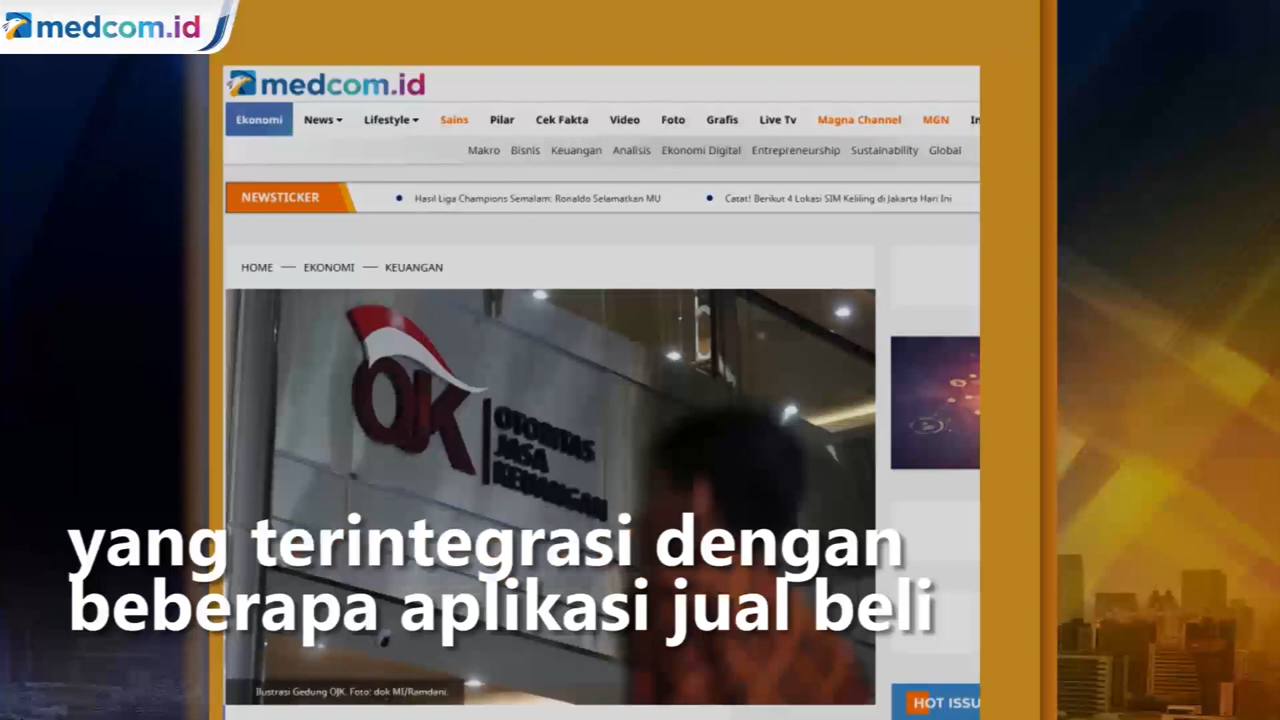 medcom.id
medcom.id
Ekonomi News Lifestyle Sains Pilar Cek Fakta Video Foto Grafis Live Tv Magna Channel MGN In
Makro Bisnis Keuangan Analisis Ekonomi Digital Entrepreneurship Sustainability Global
NEWSTICKER • Hasil Liga Champions Semalam: Ronaldo Selamatkan MU • Catat! Berikut 4 Lokasi SIM Keliling di Jakarta Hari Ini
HOME — EKONOMI — KEUANGAN
OJK OTORITAS
JASA
KEUANGAN
yang terintegrasi dengan
beberapa aplikasi jual beli
Ilustrasi Gedung OJK. Foto: dok MI/Ramdani.
HOT ISSU